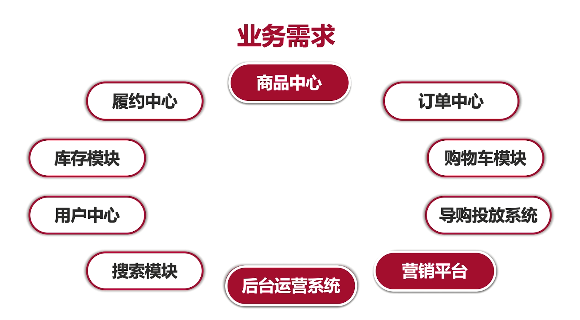 业务需求
商品中心
履约中心
订单中心
库存模块
购物车模块
用户中心
导购投放系统
搜索模块
营销平台
后台运营系统